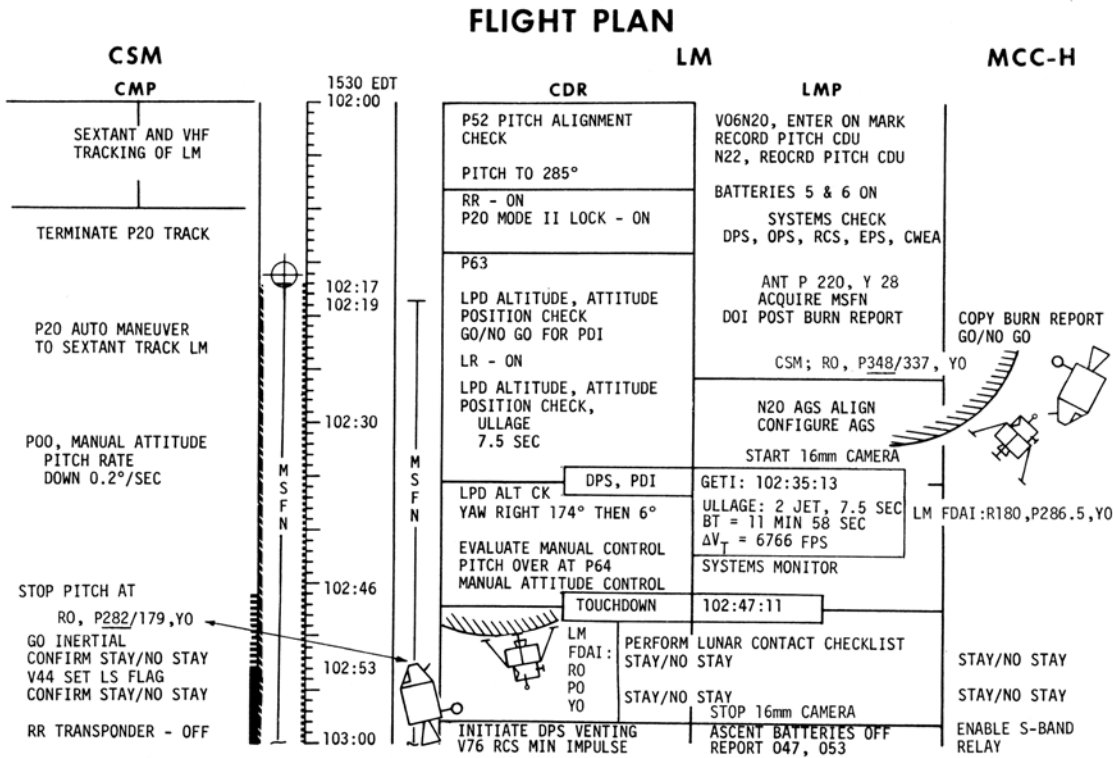 FLIGHT PLAN
CSM
LM
MCC-H
CMP
1530 EDT
CDR
LMP
102:00
SEXTANT AND VHF
TRACKING OF LM
TERMINATE P20 TRACK
P20 AUTO MANEUVER
TO SEXTANT TRACK LM
P00, MANUAL ATTITUDE
PITCH RATE
DOWN 0.2°/SEC
STOP PITCH AT
R0, P282/179,Y0
GO INERTIAL
CONFIRM STAY/NO STAY
V44 SET LS FLAG
CONFIRM STAY/NO STAY
RR TRANSPONDER - OFF
MSFN
102:17
102:19
102:30
102:46
102:53
103:00
MSFN
P52 PITCH ALIGNMENT
CHECK
PITCH TO 285°
RR - ON
P20 MODE II LOCK - ON
P63
LPD ALTITUDE, ATTITUDE
POSITION CHECK
GO/NO GO FOR PDI
LR - ON
LPD ALTITUDE, ATTITUDE
POSITION CHECK,
ULLAGE
7.5 SEC
DPS, PDI
LPD ALT CK
YAW RIGHT 174° THEN 6°
EVALUATE MANUAL CONTROL
PITCH OVER AT P64
MANUAL ATTITUDE CONTROL
TOUCHDOWN 102:47:11
LM
FDAI:
R0
P0
Y0
INITIATE DPS VENTING
V76 RCS MIN IMPULSE
V06N20, ENTER ON MARK
RECORD PITCH CDU
N22, REOCRD PITCH CDU
BATTERIES 5 & 6 ON
SYSTEMS CHECK
DPS, OPS, RCS, EPS, CWEA
ANT P 220, Y 28
ACQUIRE MSFN
DOI POST BURN REPORT
CSM; R0, P348/337, Y0
N20 AGS ALIGN
CONFIGURE AGS
START 16mm CAMERA
GETI: 102:35:13
ULLAGE: 2 JET, 7.5 SEC
BT = 11 MIN 58 SEC
ΔVT = 6766 FPS
SYSTEMS MONITOR
PERFORM LUNAR CONTACT CHECKLIST
STAY/NO STAY
STAY/NO STAY
STOP 16mm CAMERA
ASCENT BATTERIES OFF
REPORT 047, 053
COPY BURN REPORT
GO/NO GO
LM FDAI:R180,P286.5,Y0
STAY/NO STAY
STAY/NO STAY
ENABLE S-BAND
RELAY